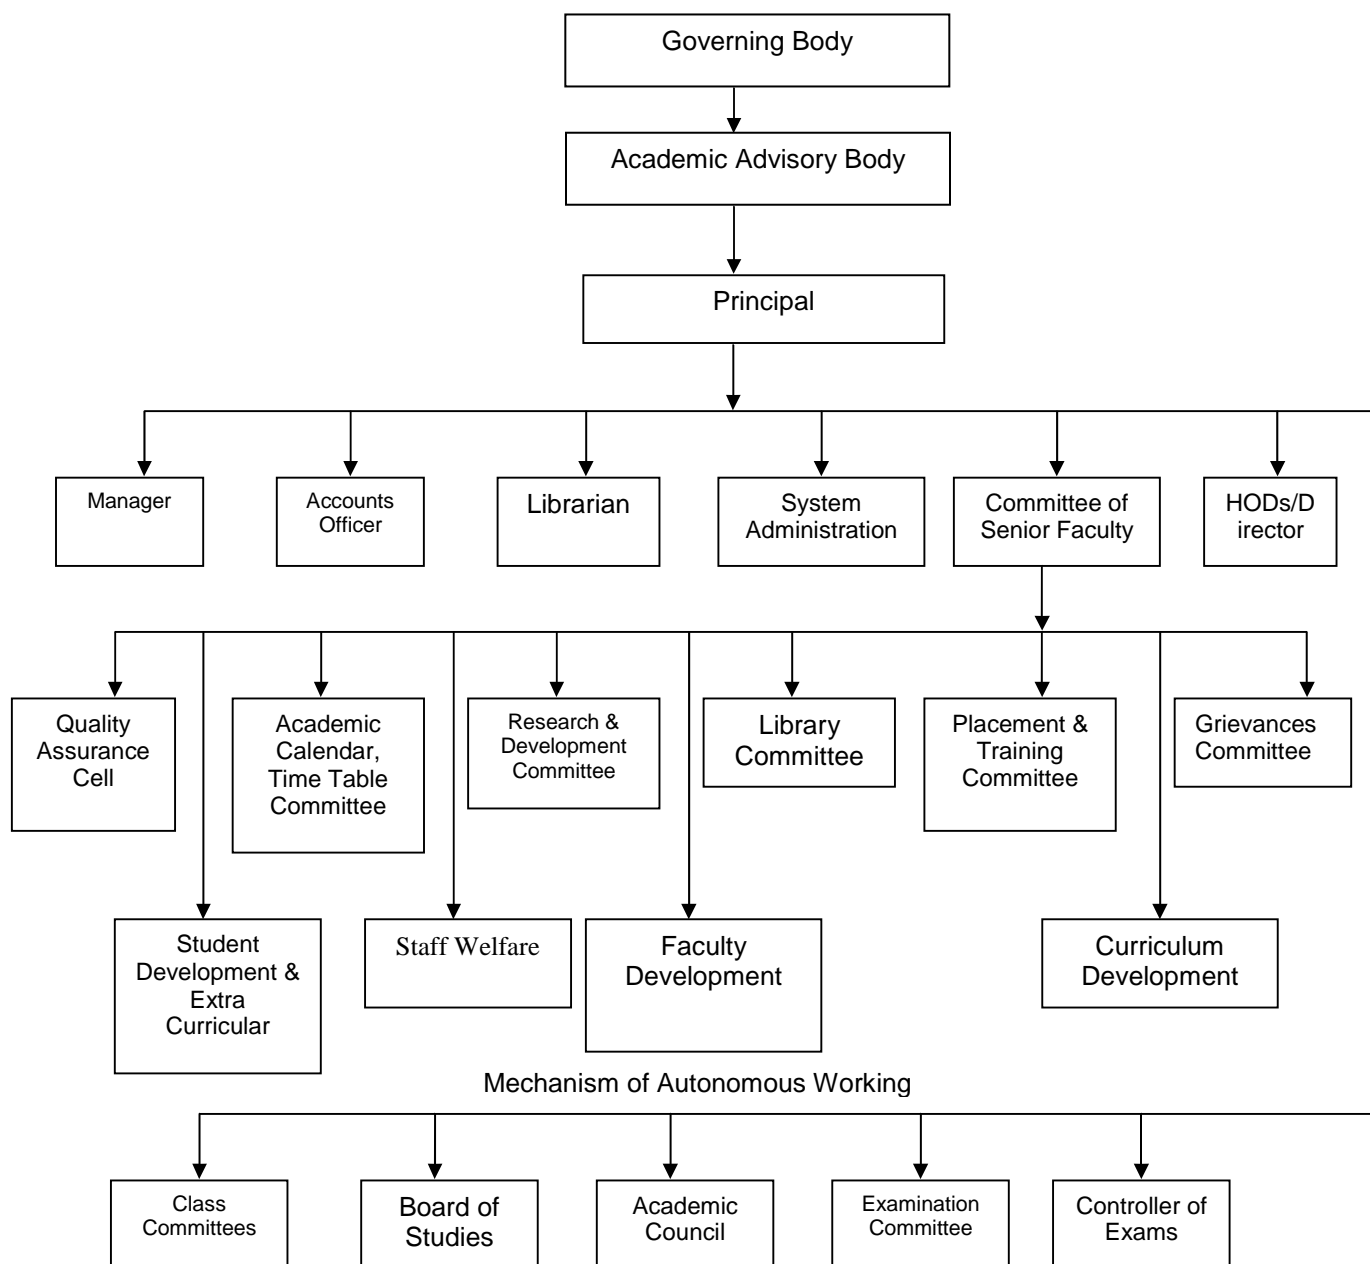 Governing Body
Academic Advisory Body
Principal
Manager
Accounts
Officer
Librarian
System
Administration
Committee of
Senior Faculty
HODs/D
irector
Quality
Assurance
Cell
Academic
Calendar,
Time Table
Committee
Research &
Development
Committee
Library
Committee
Placement &
Training
Committee
Grievances
Committee
Student
Development &
Extra
Curricular
Staff Welfare
Faculty
Development
Curriculum
Development
Mechanism of Autonomous Working
Class
Committees
Board of
Studies
Academic
Council
Examination
Committee
Controller of
Exams